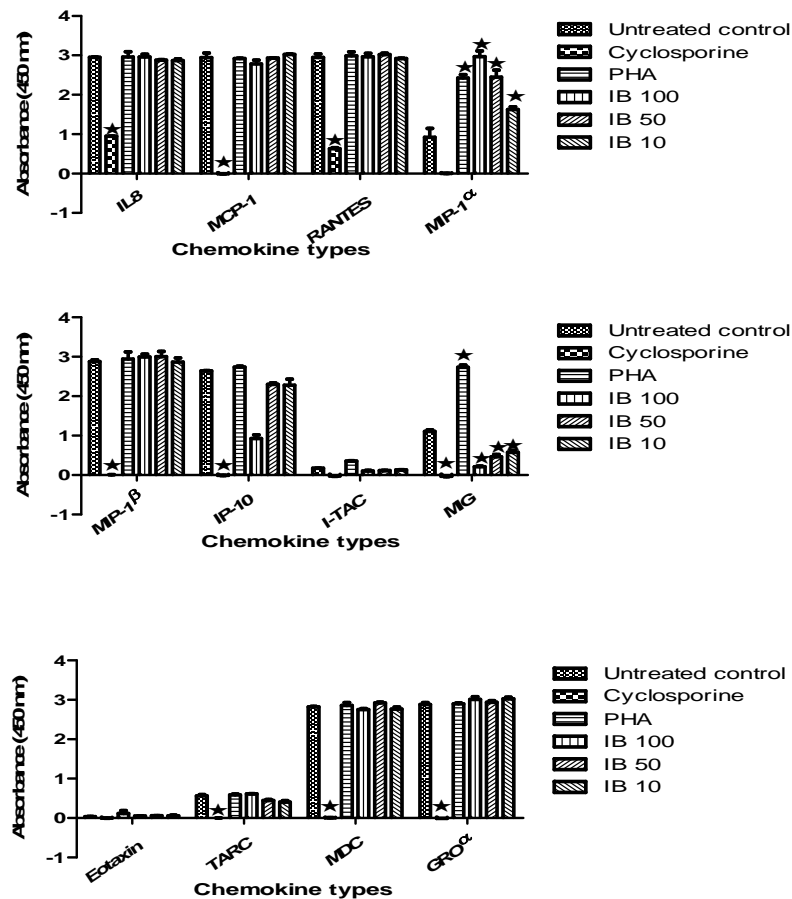 4
3
2
1
0
-1
Absorbance (450 nm)
IL8
MCP-1
RANTES
MIP-1α
Chemokine types
Untreated control
Cyclosporine
PHA
IB 100
IB 50
IB 10
4
3
2
1
0
-1
Absorbance (450 nm)
MIP-1β
IP-10
I-TAC
MIG
Chemokine types
Untreated control
Cyclosporine
PHA
IB 100
IB 50
IB 10
4
3
2
1
0
-1
Absorbance (450 nm)
Eotaxin
TARC
MDC
GROα
Chemokine types
Untreated control
Cyclosporine
PHA
IB 100
IB 50
IB 10